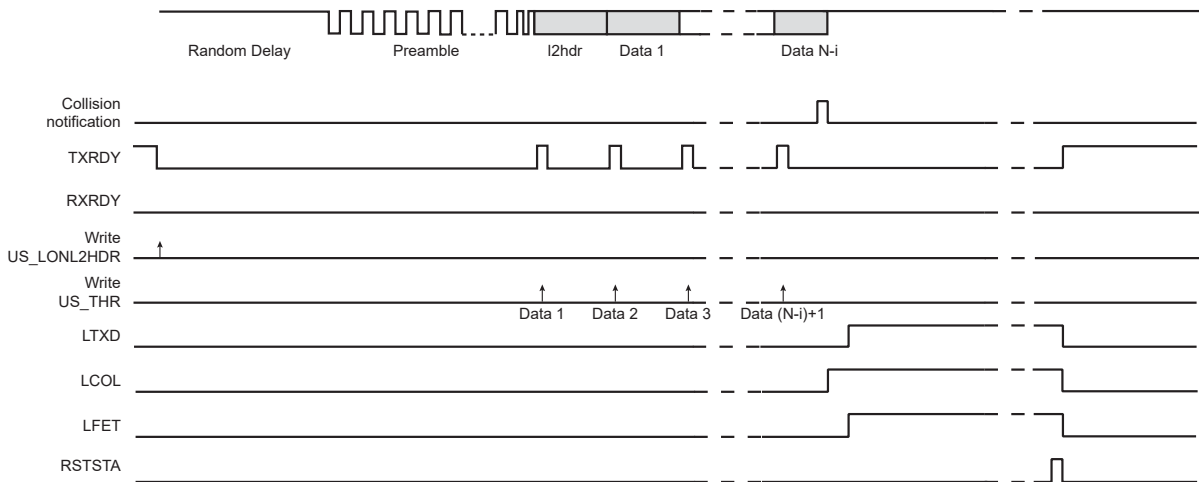 Random Delay Preamble l2hdr Data 1 Data N-i
Collision
notification
TXRDY
RXRDY
Write
US_LONL2HDR
Write
US_THR
Data 1 Data 2 Data 3 Data (N-i)+1
LTXD
LCOL
LFET
RSTSTA